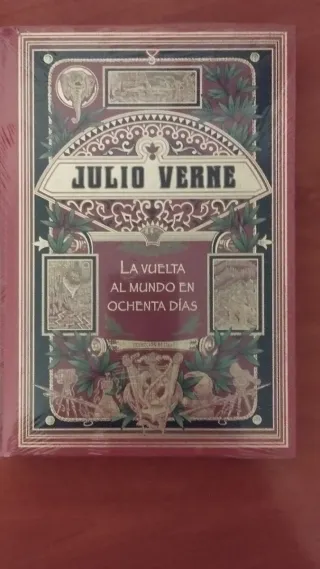 JULIO VERNE
LA VUELTA
AL MUNDO EN
OCHENTA DÍAS